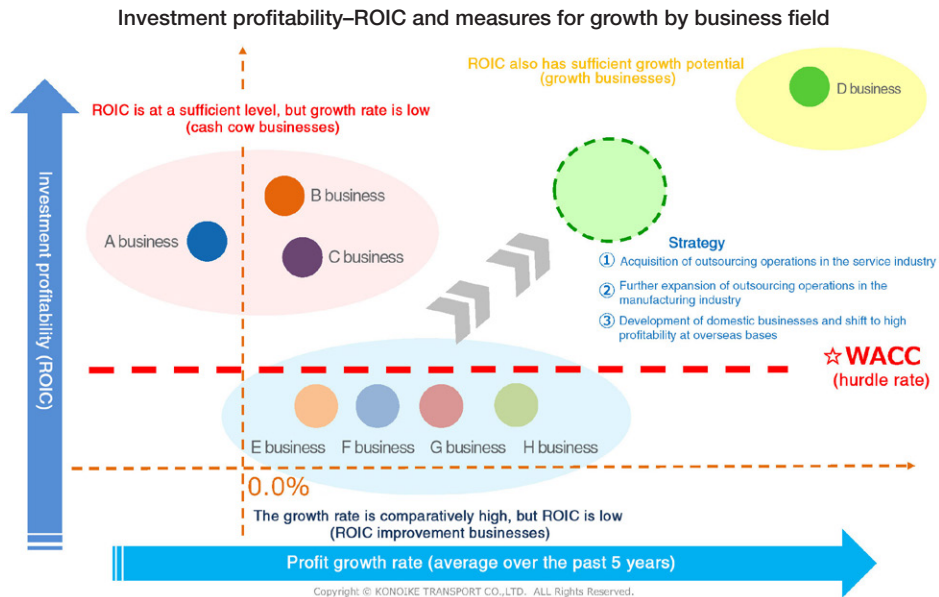 Investment profitability–ROIC and measures for growth by business field
ROIC also has sufficient growth potential
(growth businesses)
D business
ROIC is at a sufficient level, but growth rate is low
(cash cow businesses)
B business
A business
C business
Investment profitability (ROIC)
Strategy
① Acquisition of outsourcing operations in the service industry
② Further expansion of outsourcing operations in the
manufacturing industry
③ Development of domestic businesses and shift to high
profitability at overseas bases
☆WACC
(hurdle rate)
E business F business G business H business
0.0%
The growth rate is comparatively high, but ROIC is low
(ROIC improvement businesses)
Profit growth rate (average over the past 5 years)
Copyright © KONOIKE TRANSPORT CO.,LTD. ALL Rights Reserved.